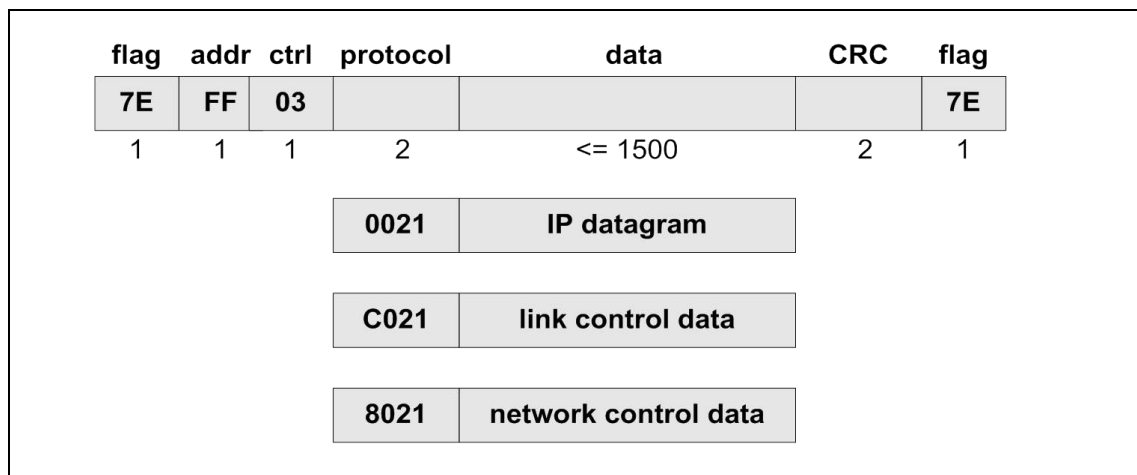 flag addr ctrl protocol data CRC flag
7E FF 03 7E
1 1 1 2 <= 1500 2 1
0021 IP datagram
C021 link control data
8021 network control data